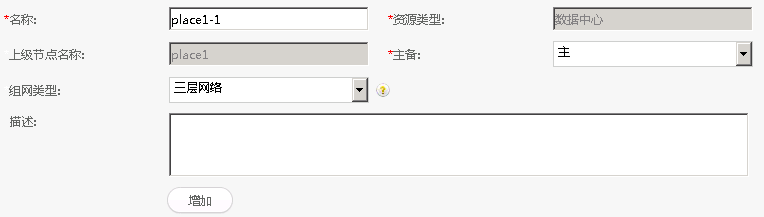 *名称: place1-1 *资源类型: 数据中心
上级节点名称: place1 *主备: 主
组网类型: 三层网络 ?
描述:
增加